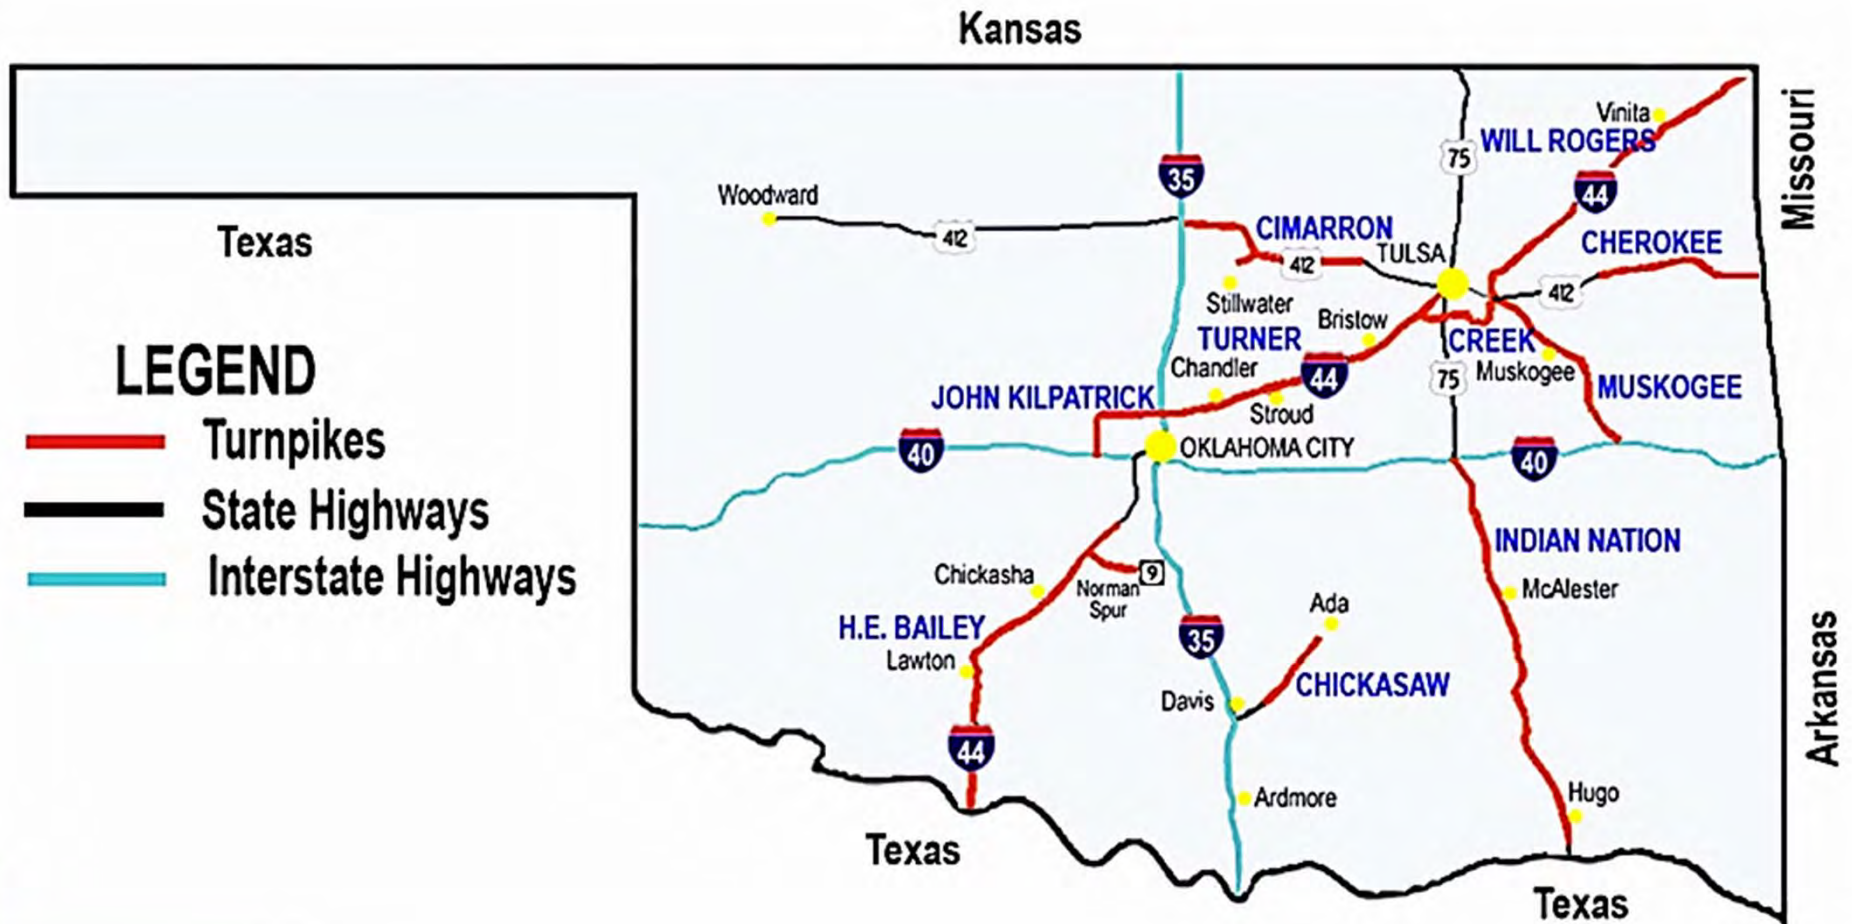 Kansas
Missouri
Vinita
WILL ROGERS
75
35
44
Woodward
Texas
412
CIMARRON
TULSA
412
CHEROKEE
412
Stillwater
Bristow
TURNER
CREEK
Chandler
44
75
Muskogee
MUSKOGEE
JOHN KILPATRICK
Stroud
40
OKLAHOMA CITY
40
LEGEND
Turnpikes
State Highways
Interstate Highways
INDIAN NATION
Chickasha
Norman
Spur
9
McAlester
Ada
H.E. BAILEY
35
Lawton
CHICKASAW
Davis
Arkansas
44
Ardmore
Hugo
Texas
Texas